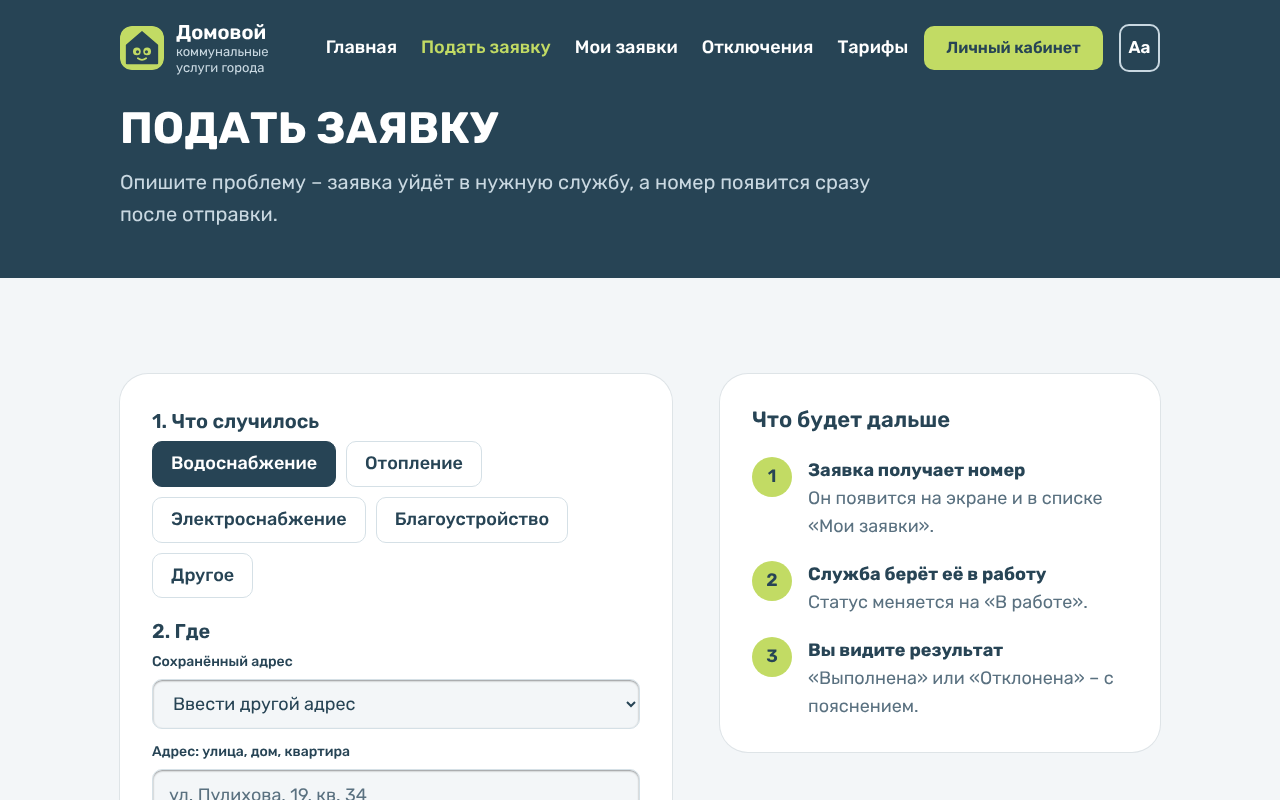 Домовой
коммунальные
услуги города
Главная
Подать заявку
Мои заявки
Отключения
Тарифы
Личный кабинет
Aa
ПОДАТЬ ЗАЯВКУ
Опишите проблему – заявка уйдёт в нужную службу, а номер появится сразу
после отправки.
1. Что случилось
Водоснабжение
Отопление
Электроснабжение
Благоустройство
Другое
2. Где
Сохранённый адрес
Ввести другой адрес
Адрес: улица, дом, квартира
ул. Пулихова, 19, кв. 34
Что будет дальше
1
Заявка получает номер
Он появится на экране и в списке
«Мои заявки».
2
Служба берёт её в работу
Статус меняется на «В работе».
3
Вы видите результат
«Выполнена» или «Отклонена» – с
пояснением.